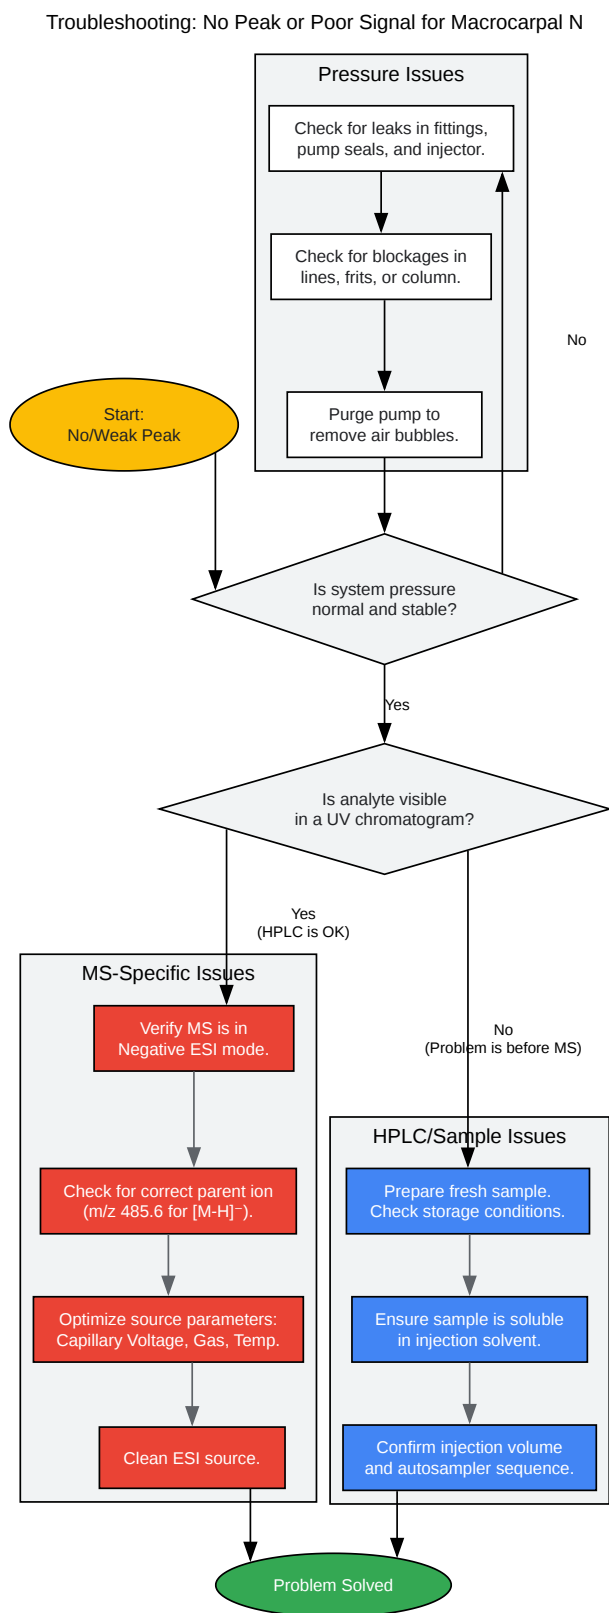 Troubleshooting: No Peak or Poor Signal for Macrocarpal N
Pressure Issues
Check for leaks in fittings,
pump seals, and injector.
Check for blockages in
lines, frits, or column.
No
Start:
No/Weak Peak
Purge pump to
remove air bubbles.
Is system pressure
normal and stable?
Yes
Is analyte visible
in a UV chromatogram?
Yes
(HPLC is OK)
MS-Specific Issues
Verify MS is in
Negative ESI mode.
No
(Problem is before MS)
HPLC/Sample Issues
Check for correct parent ion
(m/z 485.6 for [M-H]⁻).
Prepare fresh sample.
Check storage conditions.
Optimize source parameters:
Capillary Voltage, Gas, Temp.
Ensure sample is soluble
in injection solvent.
Clean ESI source.
Confirm injection volume
and autosampler sequence.
Problem Solved